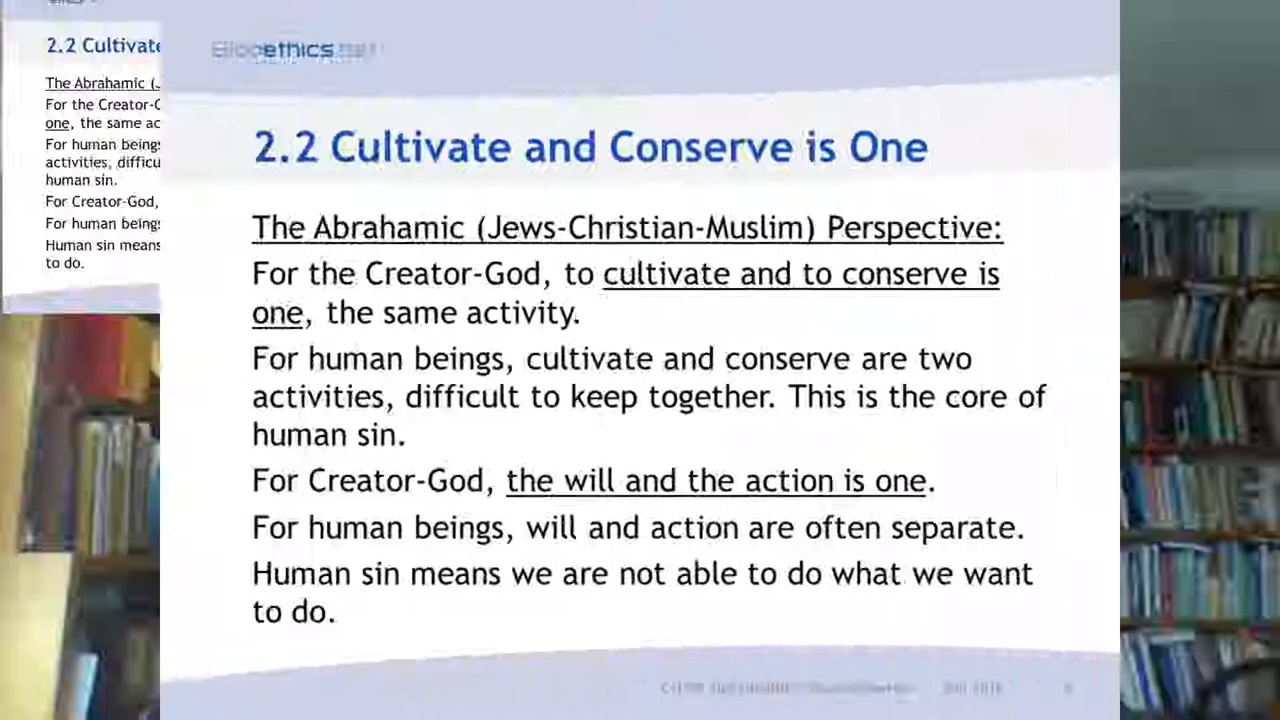 2.2 Cultivate
The Abrahamic (J
For the Creator-G
one, the same ac
For human beings
activities, difficu
human sin.
For Creator-God,
For human beings
Human sin means
to do.
Bioethics
2.2 Cultivate and Conserve is One
The Abrahamic (Jews-Christian-Muslim) Perspective:
For the Creator-God, to cultivate and to conserve is
one, the same activity.
For human beings, cultivate and conserve are two
activities, difficult to keep together. This is the core of
human sin.
For Creator-God, the will and the action is one.
For human beings, will and action are often separate.
Human sin means we are not able to do what we want
to do.